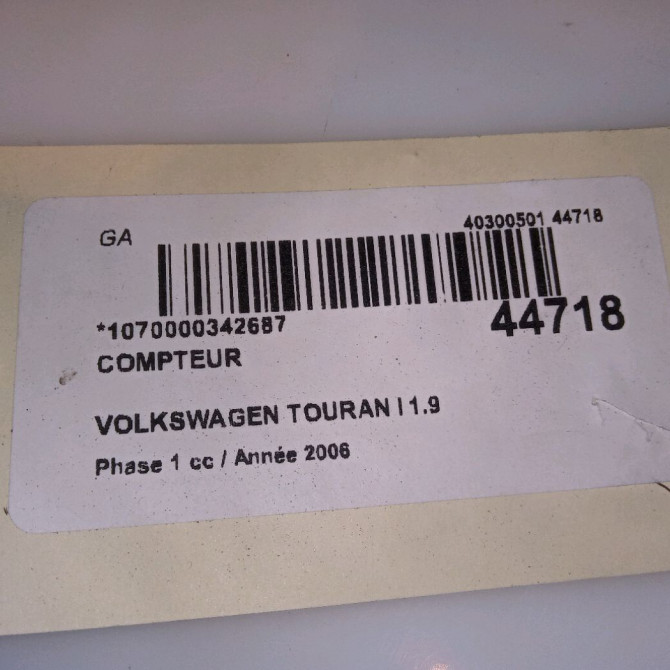 GA
40300501 44718
*1070000342687
44718
COMPTEUR
VOLKSWAGEN TOURAN I 1.9
Phase 1 cc / Année 2006